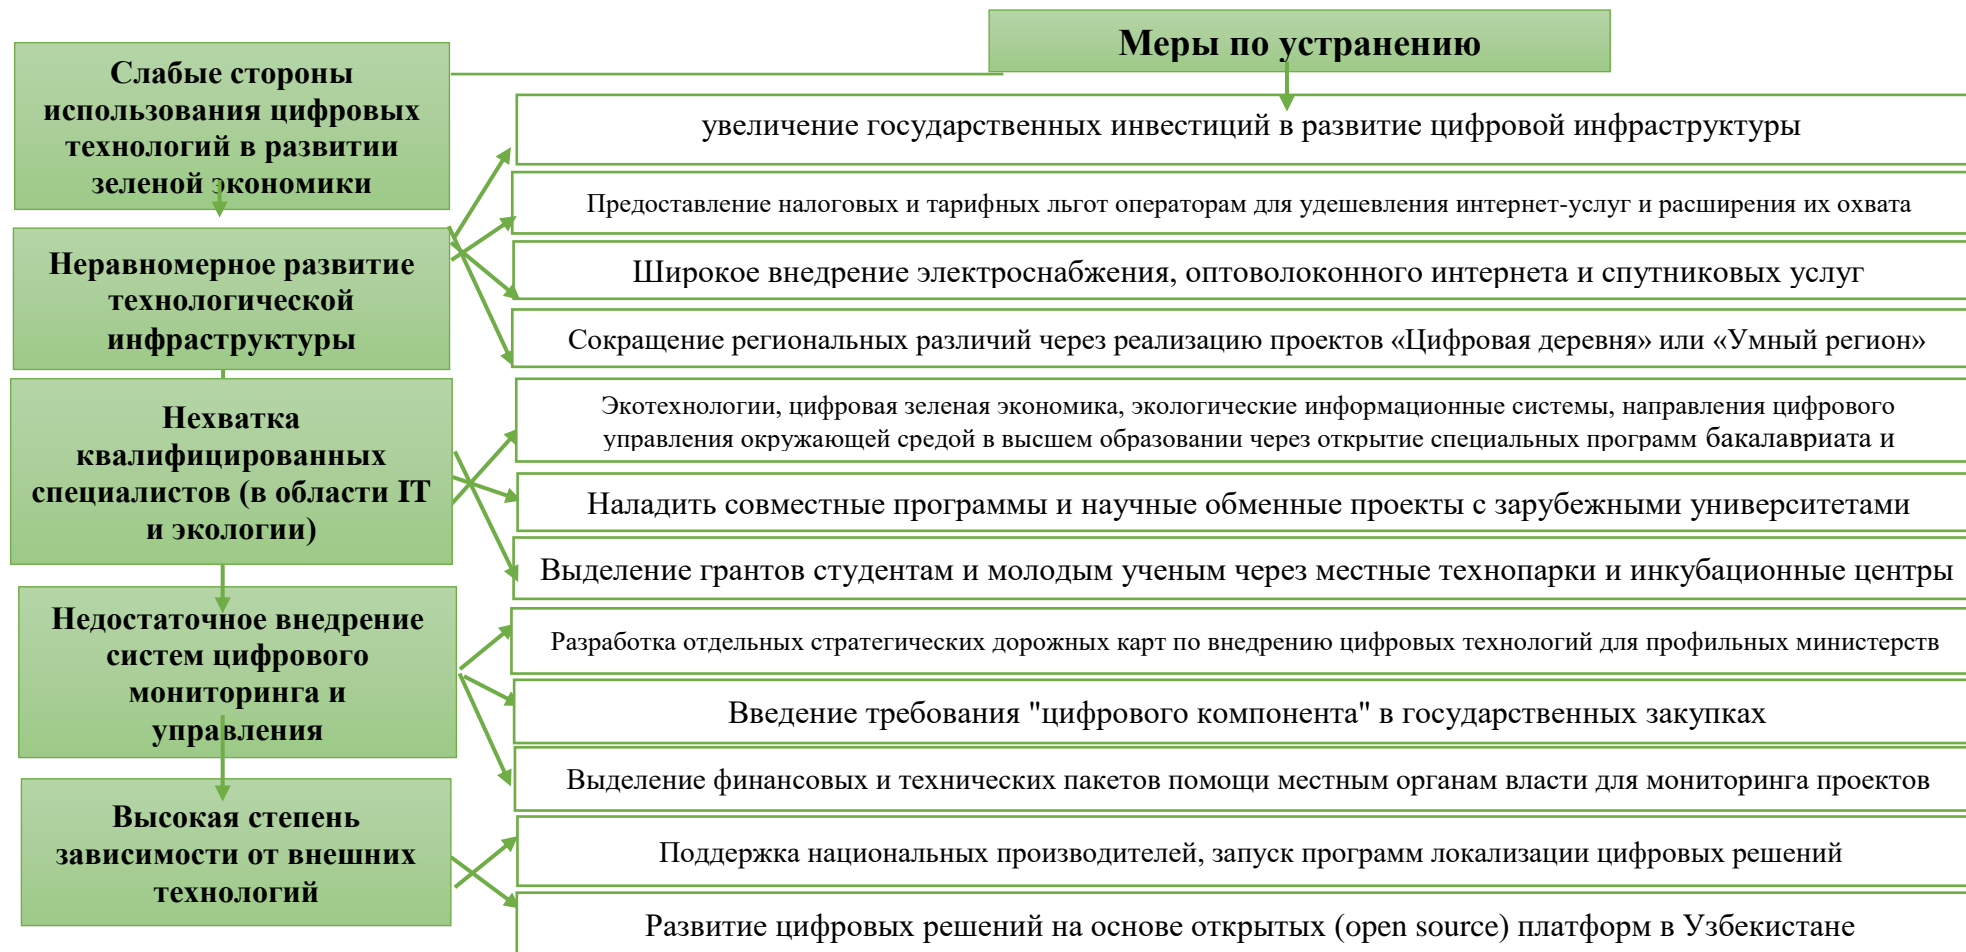 Меры по устранению
Слабые стороны
использования цифровых
технологий в развитии
зеленой экономики
увеличение государственных инвестиций в развитие цифровой инфраструктуры
Предоставление налоговых и тарифных льгот операторам для удешевления интернет-услуг и расширения их охвата
Неравномерное развитие
технологической
инфраструктуры
Широкое внедрение электроснабжения, оптоволоконного интернета и спутниковых услуг
Сокращение региональных различий через реализацию проектов «Цифровая деревня» или «Умный регион»
Нехватка
квалифицированных
специалистов (в области IT
и экологии)
Экотехнологии, цифровая зеленая экономика, экологические информационные системы, направления цифрового
управления окружающей средой в высшем образовании через открытие специальных программ бакалавриата и
Наладить совместные программы и научные обменные проекты с зарубежными университетами
Выделение грантов студентам и молодым ученым через местные технопарки и инкубационные центры
Недостаточное внедрение
систем цифрового
мониторинга и
управления
Разработка отдельных стратегических дорожных карт по внедрению цифровых технологий для профильных министерств
Введение требования "цифрового компонента" в государственных закупках
Выделение финансовых и технических пакетов помощи местным органам власти для мониторинга проектов
Высокая степень
зависимости от внешних
технологий
Поддержка национальных производителей, запуск программ локализации цифровых решений
Развитие цифровых решений на основе открытых (open source) платформ в Узбекистане